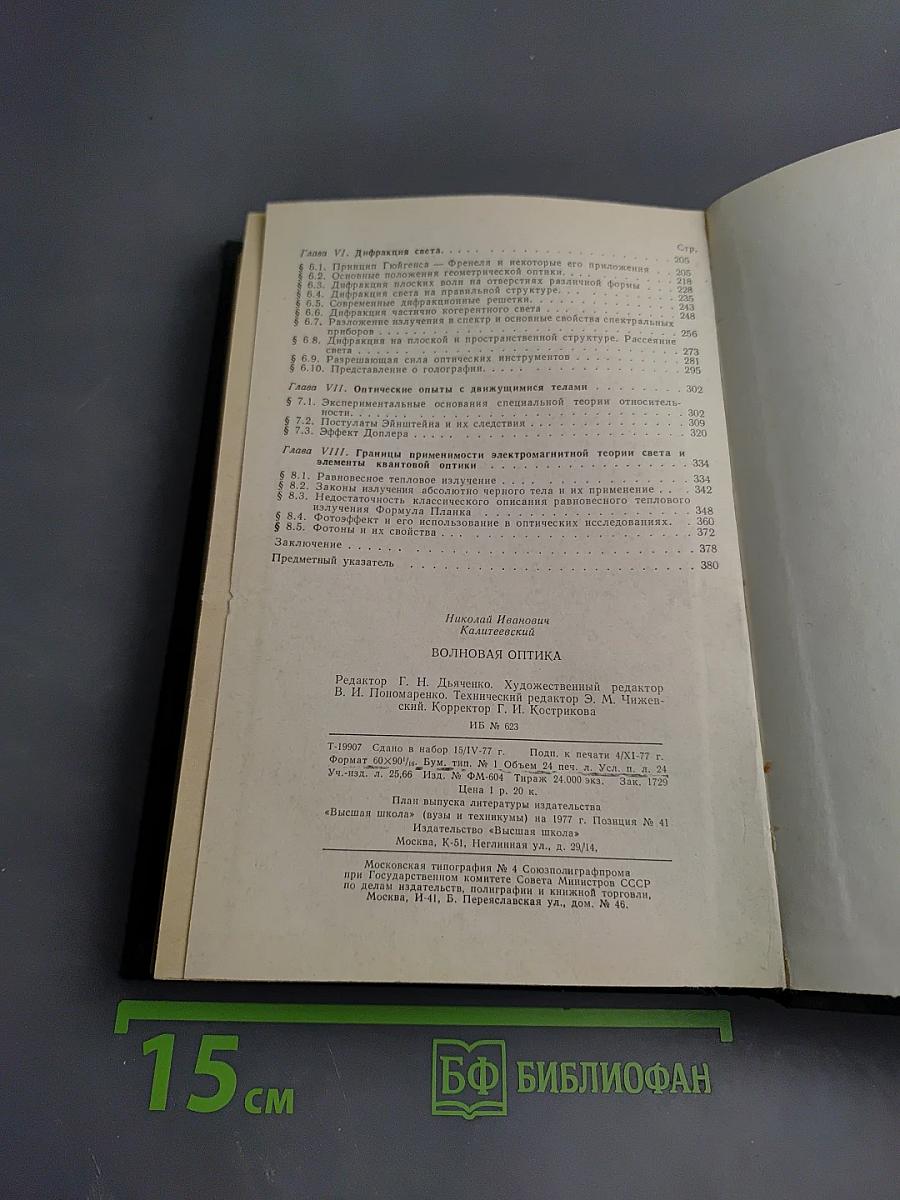 Стр.
Глава VI. Дифракция света. . . . . . . . . . . . . . . . 205
§ 6.1. Принцип Гюйгенса — Френеля и некоторые его приложения . . 205
§ 6.2. Основные положения геометрической оптики. . . . . . . . . 218
§ 6.3. Дифракция плоских волн на отверстиях различной формы . . . 228
§ 6.4. Дифракция света на правильной структуре. . . . . . . . . 235
§ 6.5. Современные дифракционные решетки. . . . . . . . . . 243
§ 6.6. Дифракция частично когерентного света . . . . . . . . . 248
§ 6.7. Разложение излучения в спектр и основные свойства спектральных
приборов . . . . . . . . . . . . . . . . . . . . 256
§ 6.8. Дифракция на плоской и пространственной структуре. Рассеяние
света . . . . . . . . . . . . . . . . . . . . . 273
§ 6.9. Разрешающая сила оптических инструментов . . . . . . . . 281
§ 6.10. Представление о голографии. . . . . . . . . . . . . 295
Глава VII. Оптические опыты с движущимися телами . . . . . . . . 302
§ 7.1. Экспериментальные основания специальной теории относитель-
ности. . . . . . . . . . . . . . . . . . . . . 302
§ 7.2. Постулаты Эйнштейна и их следствия . . . . . . . . . . 309
§ 7.3. Эффект Доплера . . . . . . . . . . . . . . . . . 320
Глава VIII. Границы применимости электромагнитной теории света и
элементы квантовой оптики . . . . . . . . . . . . . 334
§ 8.1. Равновесное тепловое излучение . . . . . . . . . . . . 334
§ 8.2. Законы излучения абсолютно черного тела и их применение . . . 342
§ 8.3. Недостаточность классического описания равновесного теплового
излучения Формула Планка . . . . . . . . . . . . . 348
§ 8.4. Фотоэффект и его использование в оптических исследованиях. . . 360
§ 8.5. Фотоны и их свойства . . . . . . . . . . . . . . . 372
Заключение . . . . . . . . . . . . . . . . . . . . . 378
Предметный указатель . . . . . . . . . . . . . . . . . 380
Николай Иванович
Калитеевский
ВОЛНОВАЯ ОПТИКА
Редактор Г. Н. Дьяченко. Художественный редактор
В. И. Пономаренко. Технический редактор Э. М. Чижев-
ский. Корректор Г. И. Кострикова
ИБ № 623
Т-19907 Сдано в набор 15/IV-77 г. Подп. к печати 4/XI-77 г.
Формат 60×90¹/₁₆. Бум. тип. № 1 Объем 24 печ. л. Усл. п. л. 24
Уч.-изд. л. 25,66 Изд. № ФМ-604 Тираж 24.000 экз. Зак. 1729
Цена 1 р. 20 к.
План выпуска литературы издательства
«Высшая школа» (вузы и техникумы) на 1977 г. Позиция № 41
Издательство «Высшая школа»
Москва, К-51, Неглинная ул., д. 29/14,
Московская типография № 4 Союзполиграфпрома
при Государственном комитете Совета Министров СССР
по делам издательств, полиграфии и книжной торговли,
Москва, И-41, Б. Переяславская ул., дом. № 46.
15 см
БФ БИБЛИОФАН